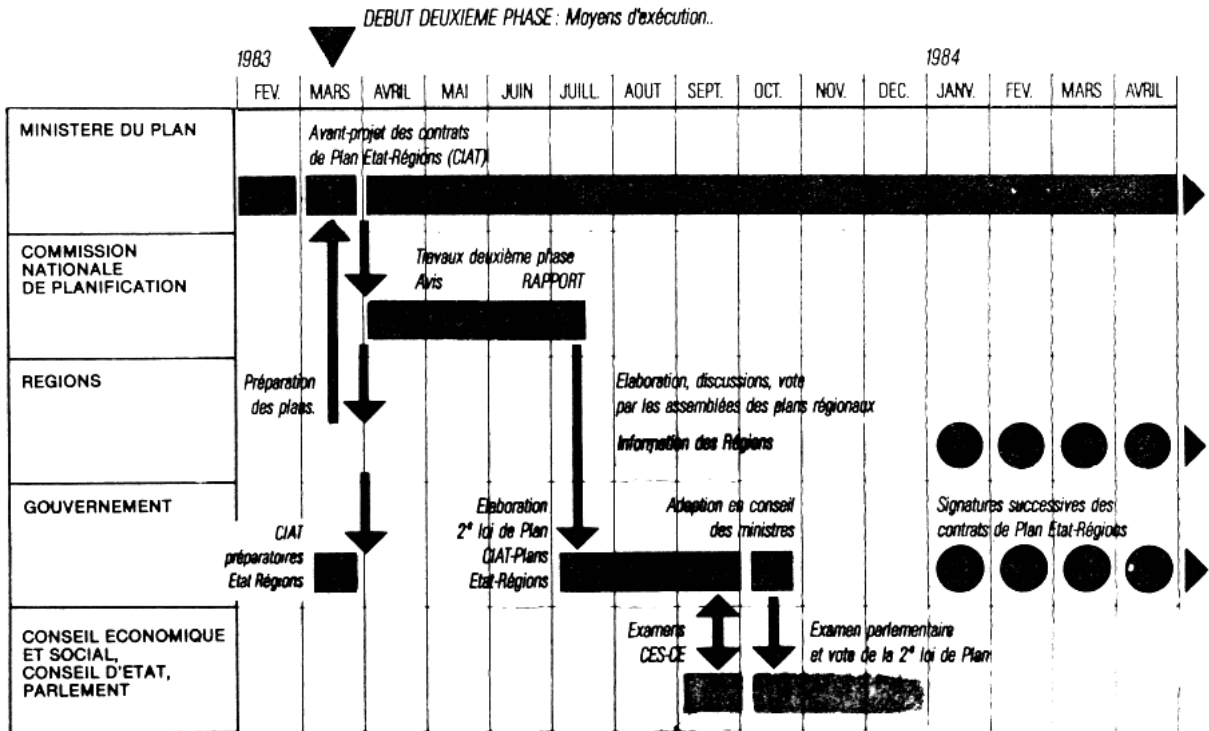 DEBUT DEUXIEME PHASE : Moyens d'exécution..
1983
1984
FEV.
MARS
AVRIL
MAI
JUIN
JUILL.
AOUT
SEPT.
OCT.
NOV.
DEC.
JANV.
FEV.
MARS
AVRIL
MINISTERE DU PLAN
Avant-projet des contrats
de Plan Etat-Régions (CIAT)
COMMISSION
NATIONALE
DE PLANIFICATION
Travaux deuxième phase
Avis
RAPPORT
REGIONS
Préparation
des plans.
Elaboration, discussions, vote
par les assemblées des plans régionaux
Information des Régions
GOUVERNEMENT
CIAT
préparatoires
Etat Régions
Elaboration
2e loi de Plan
CIAT-Plans
Etat-Régions
Adoption en conseil
des ministres
Signatures successives des
contrats de Plan Etat-Régions
CONSEIL ECONOMIQUE
ET SOCIAL,
CONSEIL D'ETAT,
PARLEMENT
Examens
CES-CE
Examen parlementaire
et vote de la 2e loi de Plan